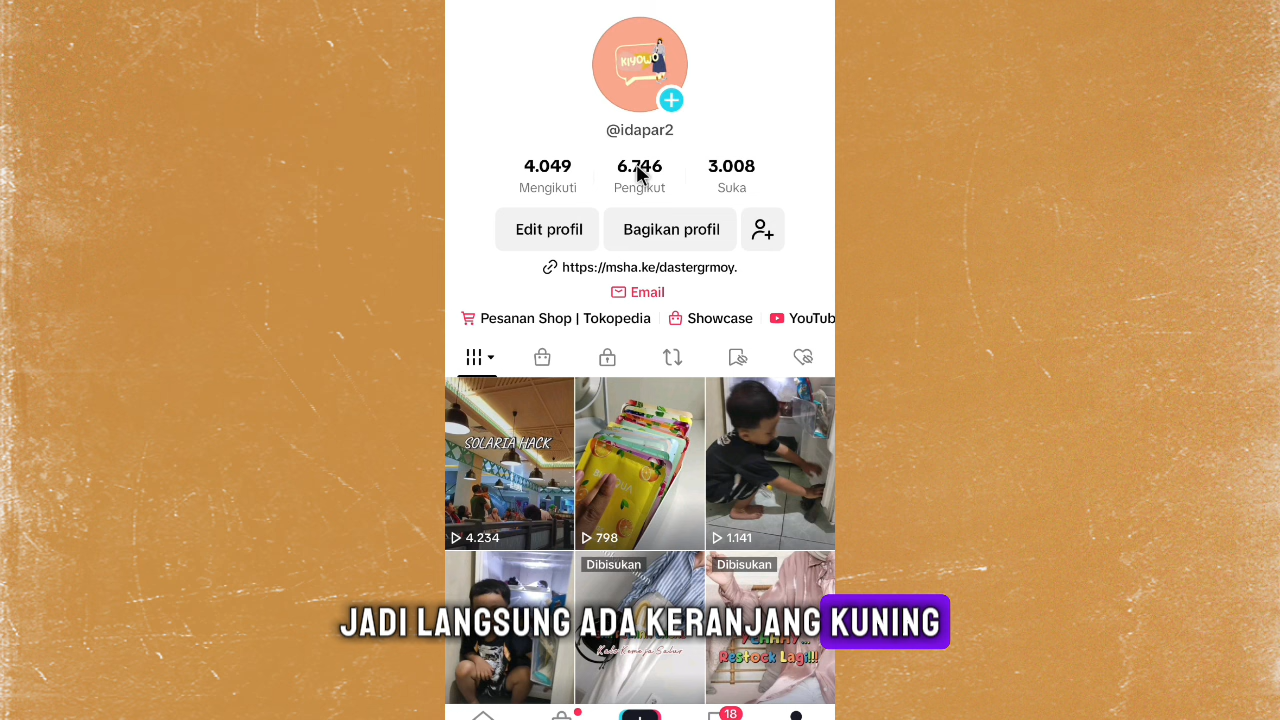 KIYOWO
@idapar2
4.049 6.746 3.008
Mengikuti Pengikut Suka
Edit profil Bagikan profil
https://msha.ke/dastergrmoy.
Email
Pesanan Shop | Tokopedia Showcase YouTub
SOLARIA HACK
4.234 798 1.141
Dibisukan Dibisukan
JADI LANGSUNG ADA KERANJANG KUNING
Restock Lagi!!!
18